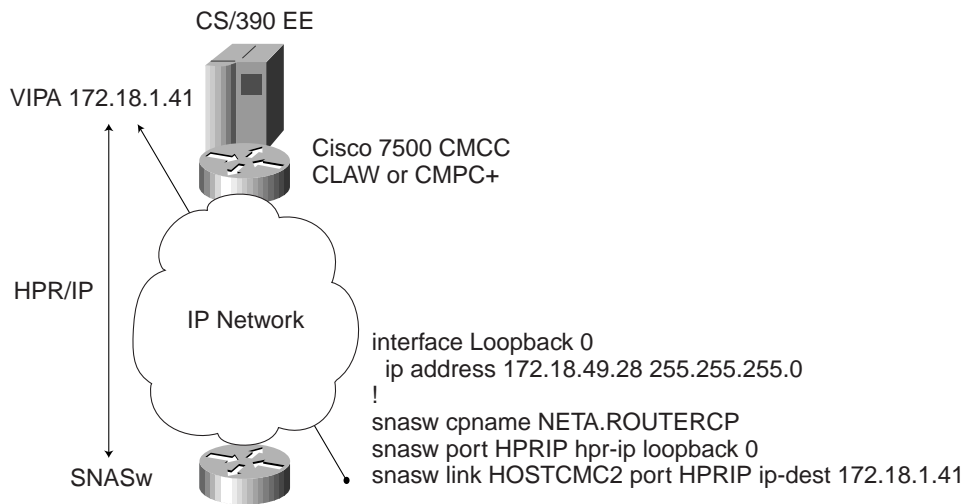 CS/390 EE
VIPA 172.18.1.41
Cisco 7500 CMCC
CLAW or CMPC+
HPR/IP
IP Network
interface Loopback 0
ip address 172.18.49.28 255.255.255.0
!
snasw cpname NETA.ROUTERCP
snasw port HPRIP hpr-ip loopback 0
snasw link HOSTCMC2 port HPRIP ip-dest 172.18.1.41
SNASw